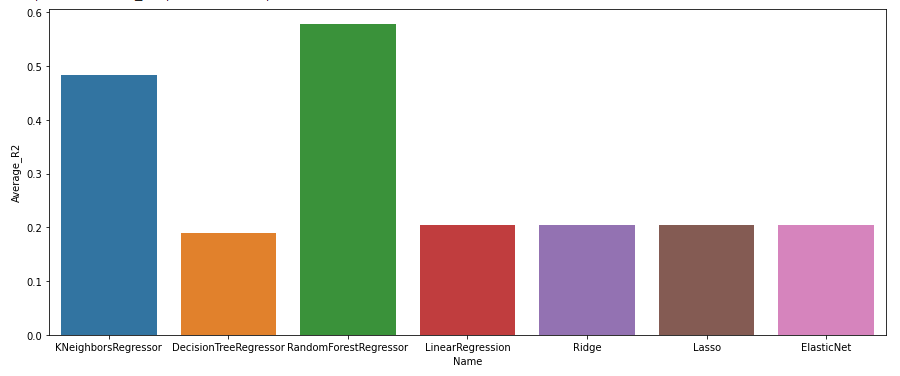 Average_R2
0.6
0.5
0.4
0.3
0.2
0.1
0.0
KNeighborsRegressor DecisionTreeRegressor RandomForestRegressor LinearRegression Ridge Lasso ElasticNet
Name